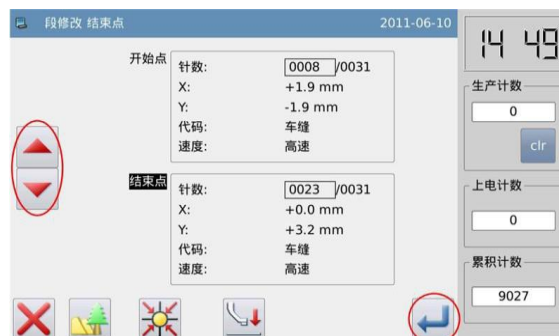 段修改 结束点 2011-06-10
14 49
开始点
针数: 0008 /0031
X: +1.9 mm
Y: -1.9 mm
代码: 车缝
速度: 高速
结束点
针数: 0023 /0031
X: +0.0 mm
Y: +3.2 mm
代码: 车缝
速度: 高速
生产计数
0
clr
上电计数
0
累积计数
9027